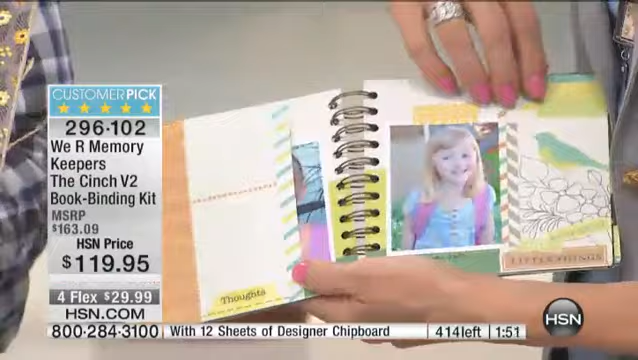 CUSTOMER PICK
296-102
We R Memory
Keepers
The Cinch V2
Book-Binding Kit
MSRP
$163.09
HSN Price
$119.95
4 Flex $29.99
HSN.COM
800-284-3100
With 12 Sheets of Designer Chipboard
414 left
1:51
HSN
Thoughts
LITTLE THINGS